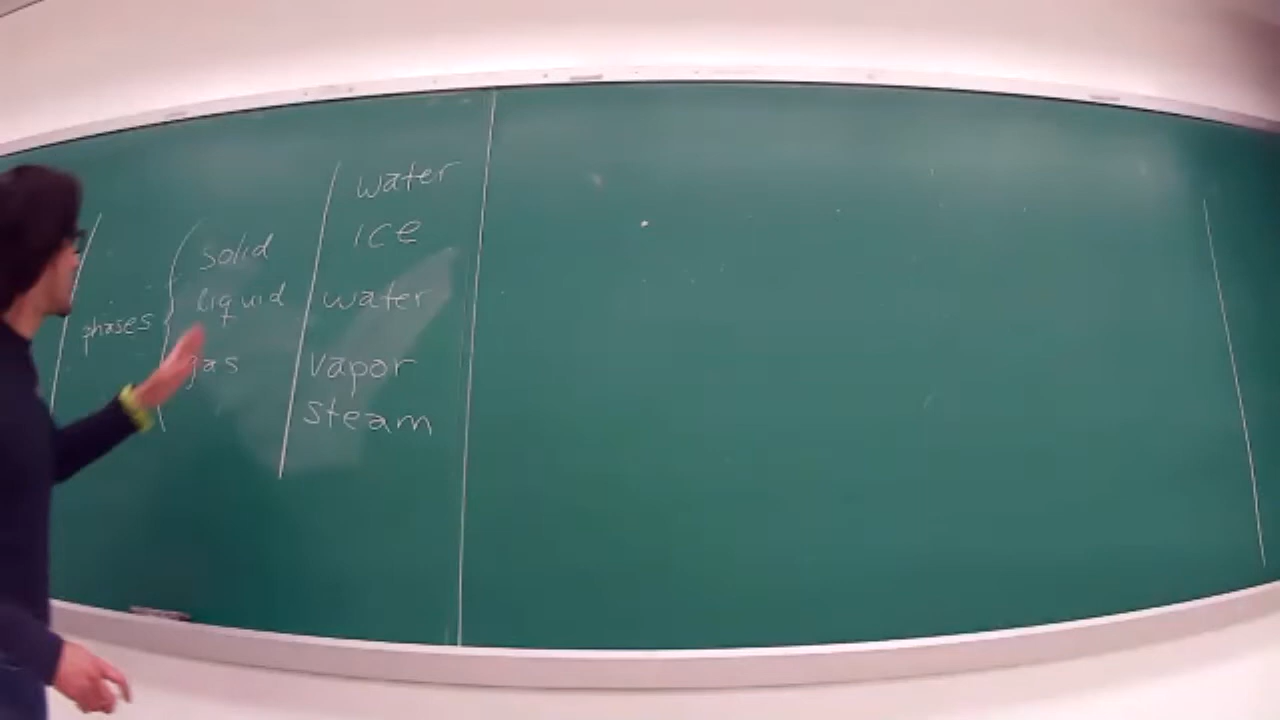 water
solid ice
phases { liquid water
gas vapor
steam